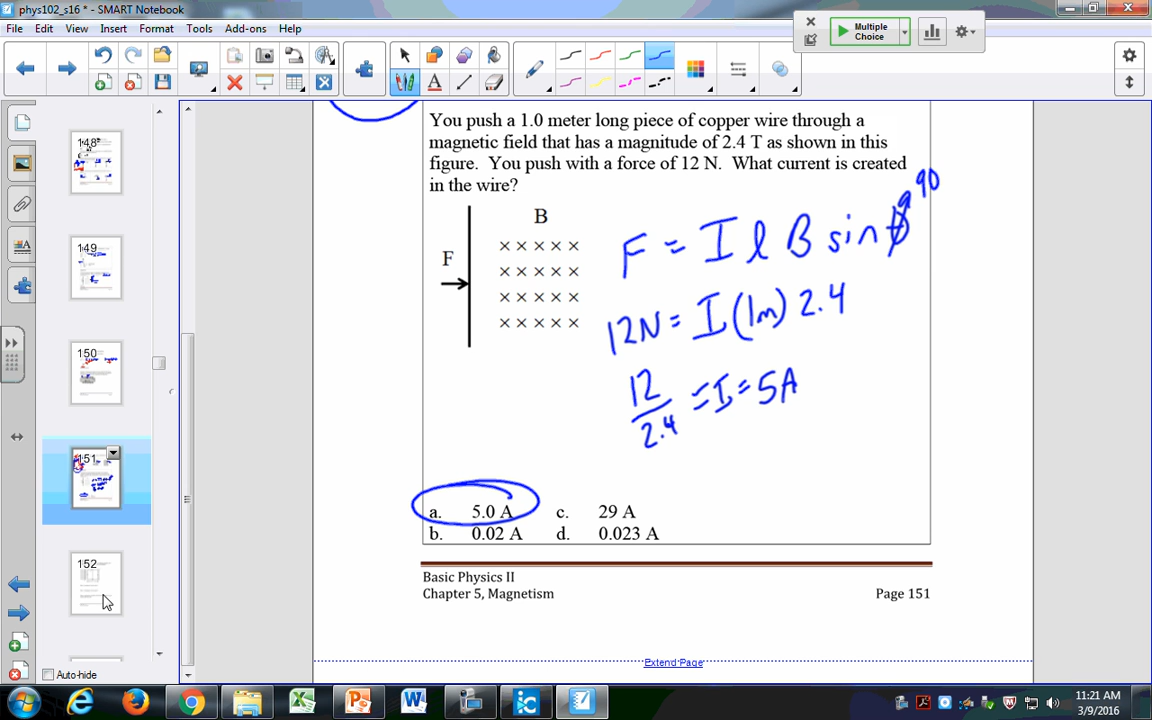 phys102_s16 * - SMART Notebook
File Edit View Insert Format Tools Add-ons Help
Multiple Choice
148
149
150
151
152
Auto-hide
You push a 1.0 meter long piece of copper wire through a
magnetic field that has a magnitude of 2.4 T as shown in this
figure. You push with a force of 12 N. What current is created
in the wire?
B
F
× × × × ×
× × × × ×
× × × × ×
× × × × ×
90
F = I l B sin θ
12N = I (1m) 2.4
12/2.4 = I = 5A
a. 5.0 A c. 29 A
b. 0.02 A d. 0.023 A
Basic Physics II
Chapter 5, Magnetism Page 151
Extend Page
11:21 AM
3/9/2016